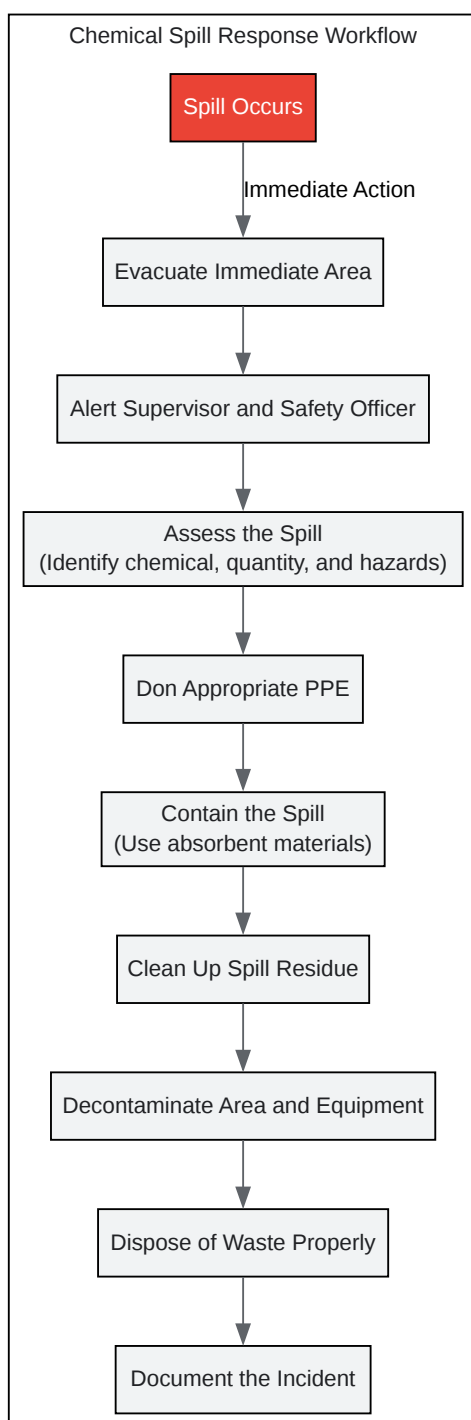 Chemical Spill Response Workflow
Spill Occurs
Immediate Action
Evacuate Immediate Area
Alert Supervisor and Safety Officer
Assess the Spill
(Identify chemical, quantity, and hazards)
Don Appropriate PPE
Contain the Spill
(Use absorbent materials)
Clean Up Spill Residue
Decontaminate Area and Equipment
Dispose of Waste Properly
Document the Incident